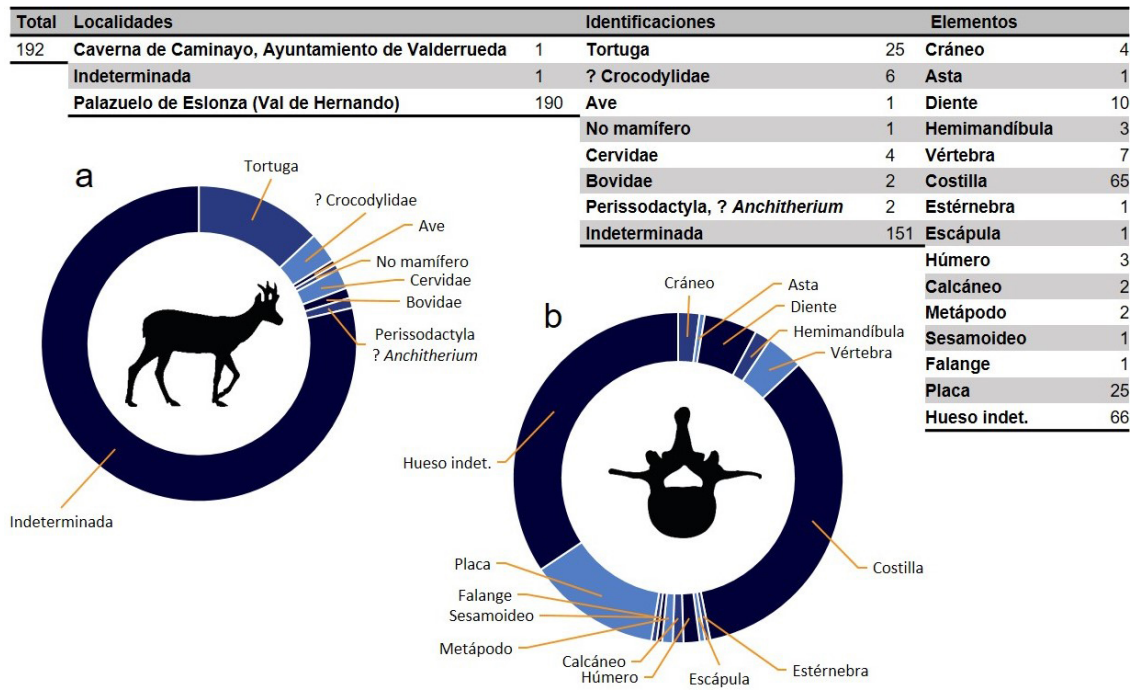 Total Localidades Identificaciones Elementos
192 Caverna de Caminayo, Ayuntamiento de Valderrueda 1 Tortuga 25 Cráneo 4
Indeterminada 1 ? Crocodylidae 6 Asta 1
Palazuelo de Eslonza (Val de Hernando) 190 Ave 1 Diente 10
No mamífero 1 Hemimandíbula 3
Cervidae 4 Vértebra 7
Bovidae 2 Costilla 65
Perissodactyla, ? Anchitherium 2 Estérnebra 1
Indeterminada 151 Escápula 1
Húmero 3
Calcáneo 2
Metápodo 2
Sesamoideo 1
Falange 1
Placa 25
Hueso indet. 66
a
Tortuga
? Crocodylidae
Ave
No mamífero
Cervidae
Bovidae
Perissodactyla
? Anchitherium
Indeterminada
b
Cráneo
Asta
Diente
Hemimandíbula
Vértebra
Costilla
Estérnebra
Escápula
Húmero
Calcáneo
Metápodo
Sesamoideo
Falange
Placa
Hueso indet.